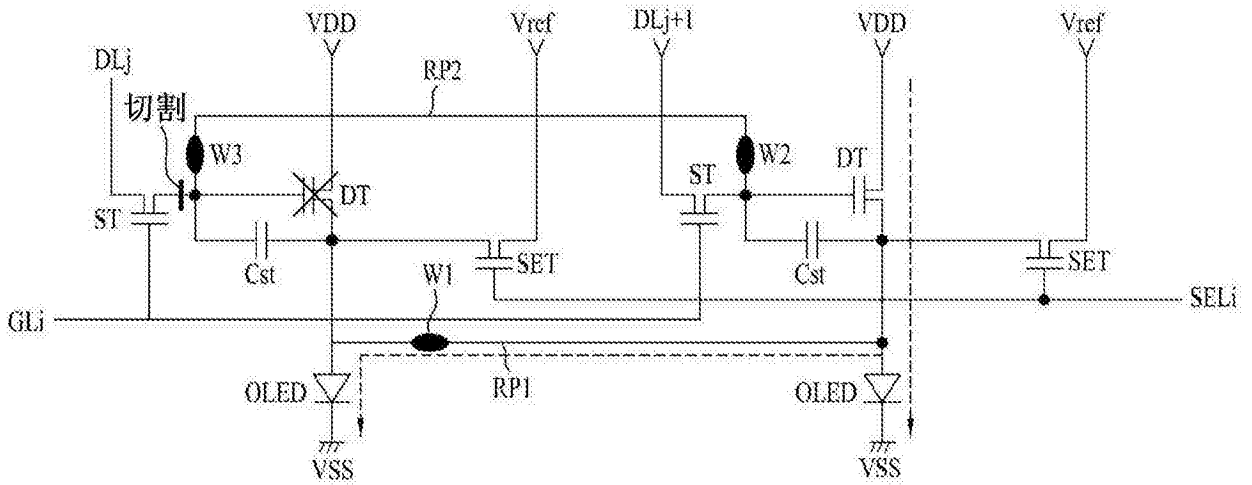 VDD
Vref
DLj+1
VDD
Vref
DLj
RP2
切割
W3
W2
DT
DT
ST
ST
Cst
SET
Cst
SET
W1
SELi
GLi
RP1
OLED
OLED
VSS
VSS